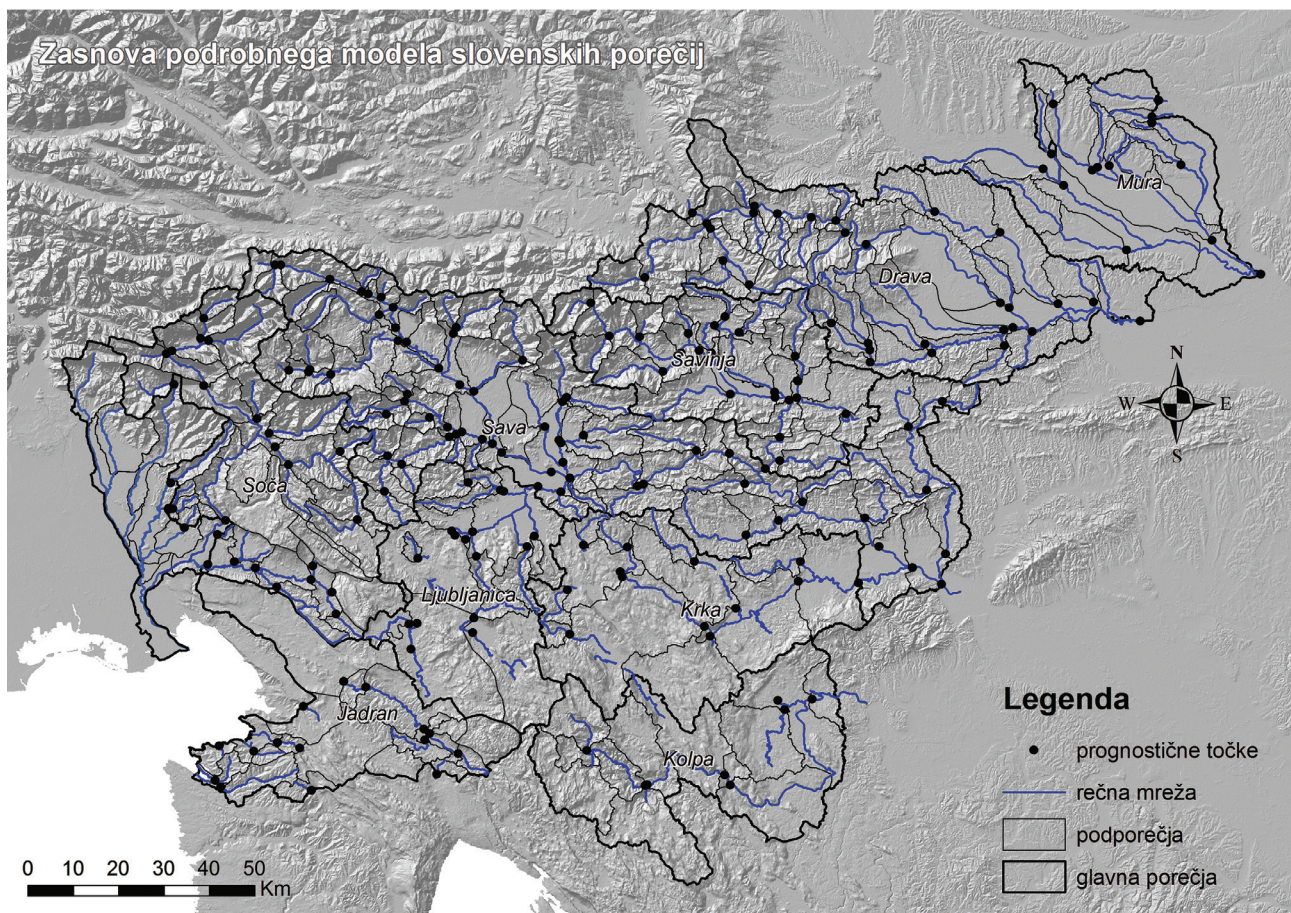 Zasnova podrobnega modela slovenskih porečij
Mura
Drava
Savinja
Sava
Soča
Ljubljanica
Krka
Jadran
Kolpa
N
W E
S
Legenda
prognostične točke
rečna mreža
podporečja
glavna porečja
0 10 20 30 40 50
Km